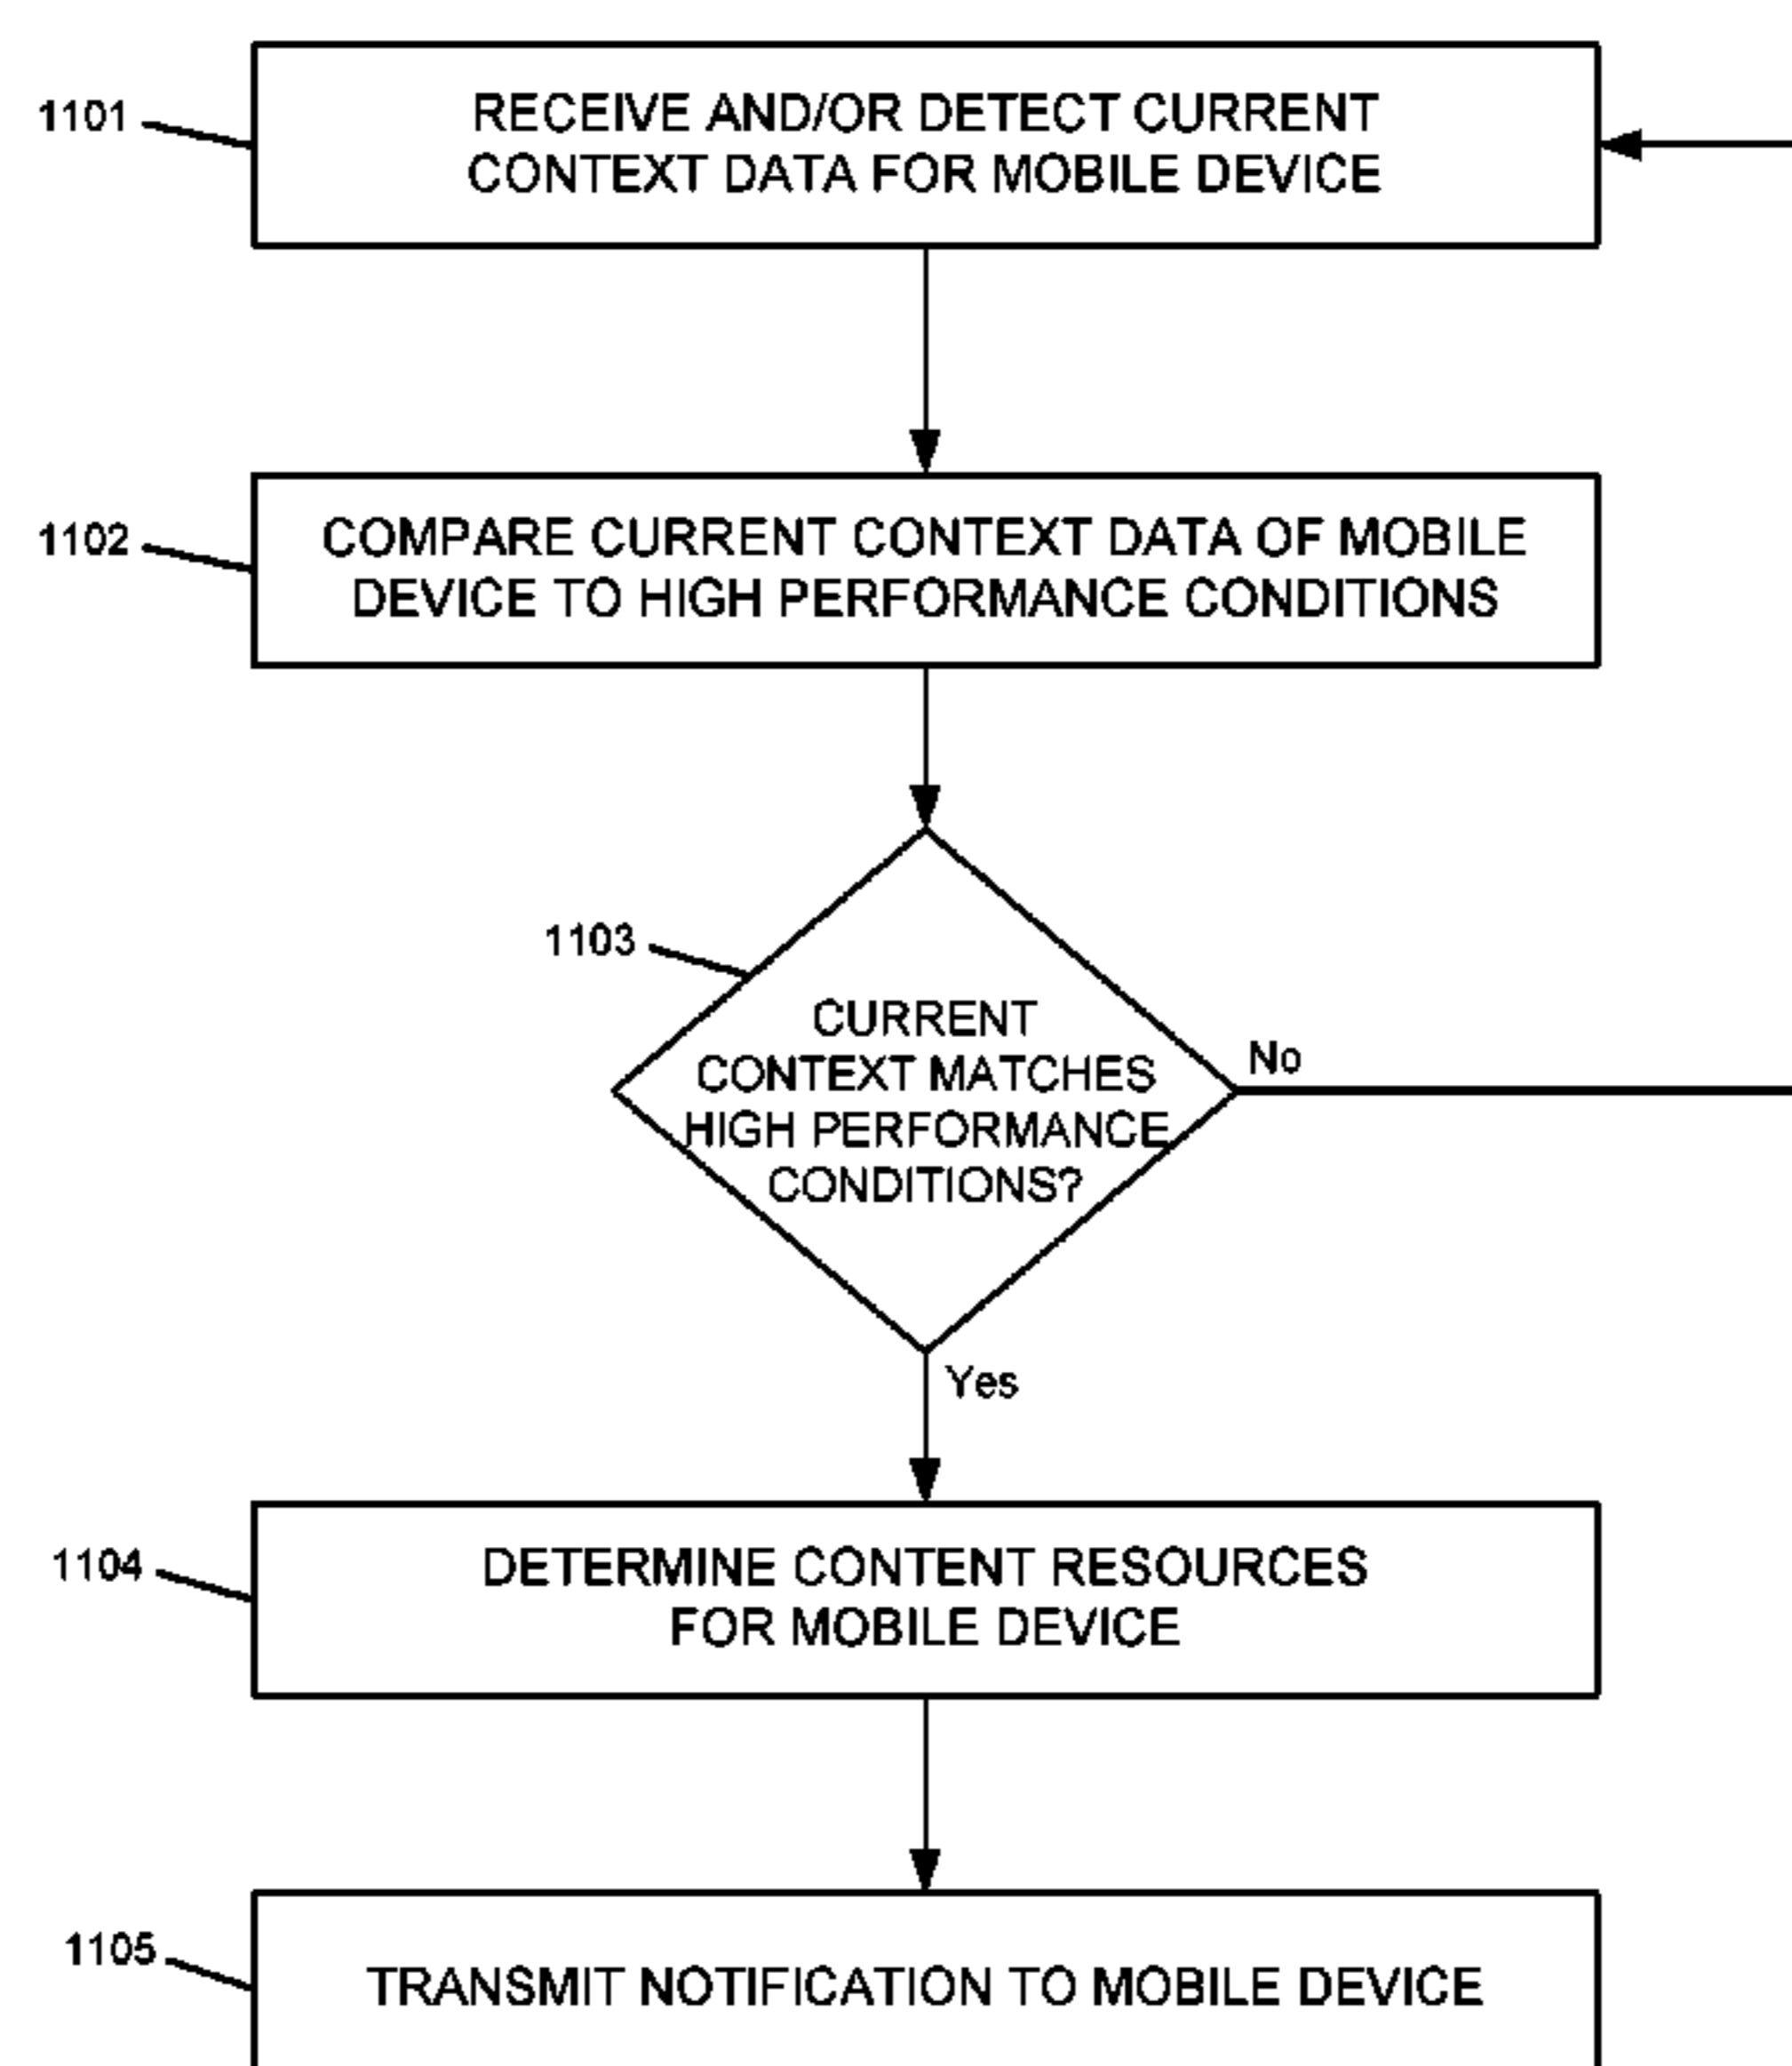 1101
RECEIVE AND/OR DETECT CURRENT
CONTEXT DATA FOR MOBILE DEVICE
1102
COMPARE CURRENT CONTEXT DATA OF MOBILE
DEVICE TO HIGH PERFORMANCE CONDITIONS
1103
CURRENT
CONTEXT MATCHES
HIGH PERFORMANCE
CONDITIONS?
No
Yes
1104
DETERMINE CONTENT RESOURCES
FOR MOBILE DEVICE
1105
TRANSMIT NOTIFICATION TO MOBILE DEVICE